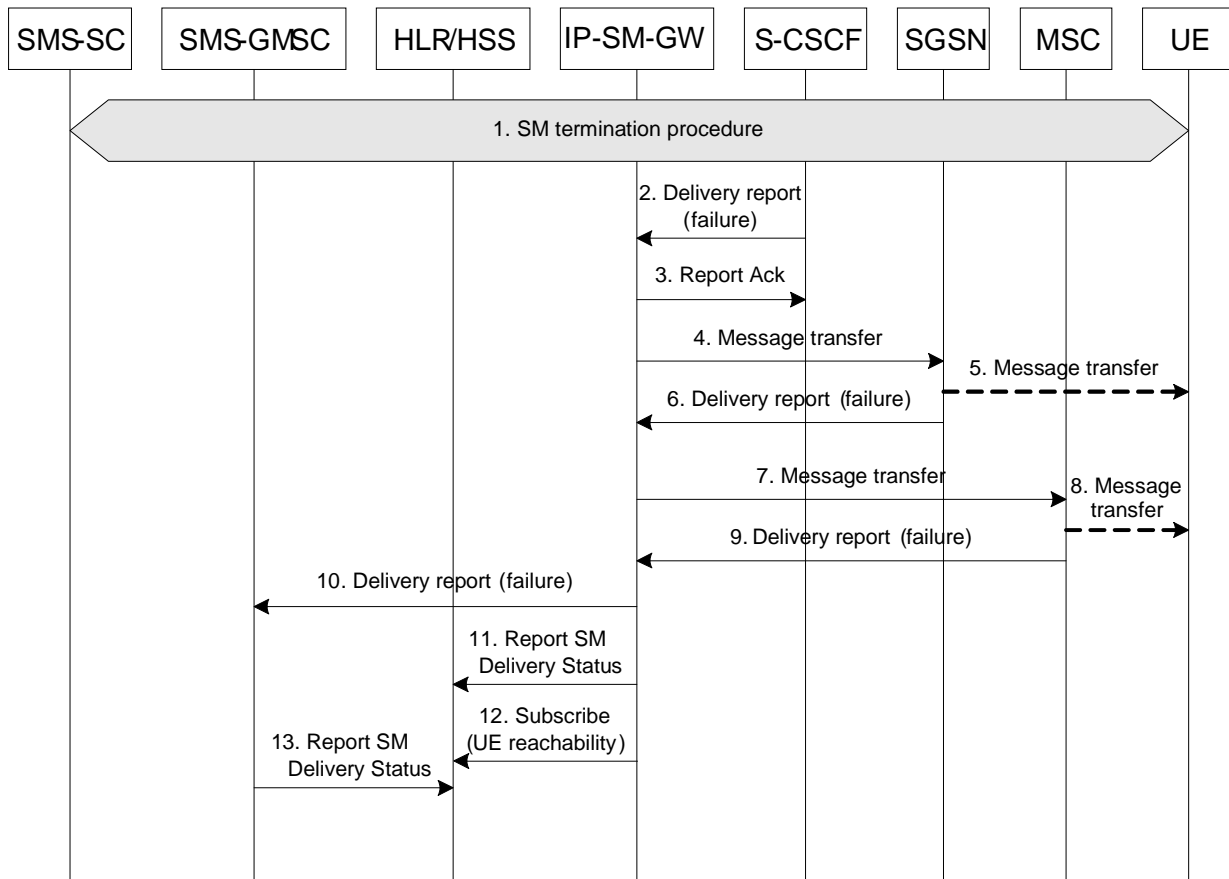 SMS-SC
SMS-GMSC
HLR/HSS
IP-SM-GW
S-CSCF
SGSN
MSC
UE
1. SM termination procedure
2. Delivery report
(failure)
3. Report Ack
4. Message transfer
5. Message transfer
6. Delivery report (failure)
7. Message transfer
8. Message
transfer
9. Delivery report (failure)
10. Delivery report (failure)
11. Report SM
Delivery Status
12. Subscribe
(UE reachability)
13. Report SM
Delivery Status